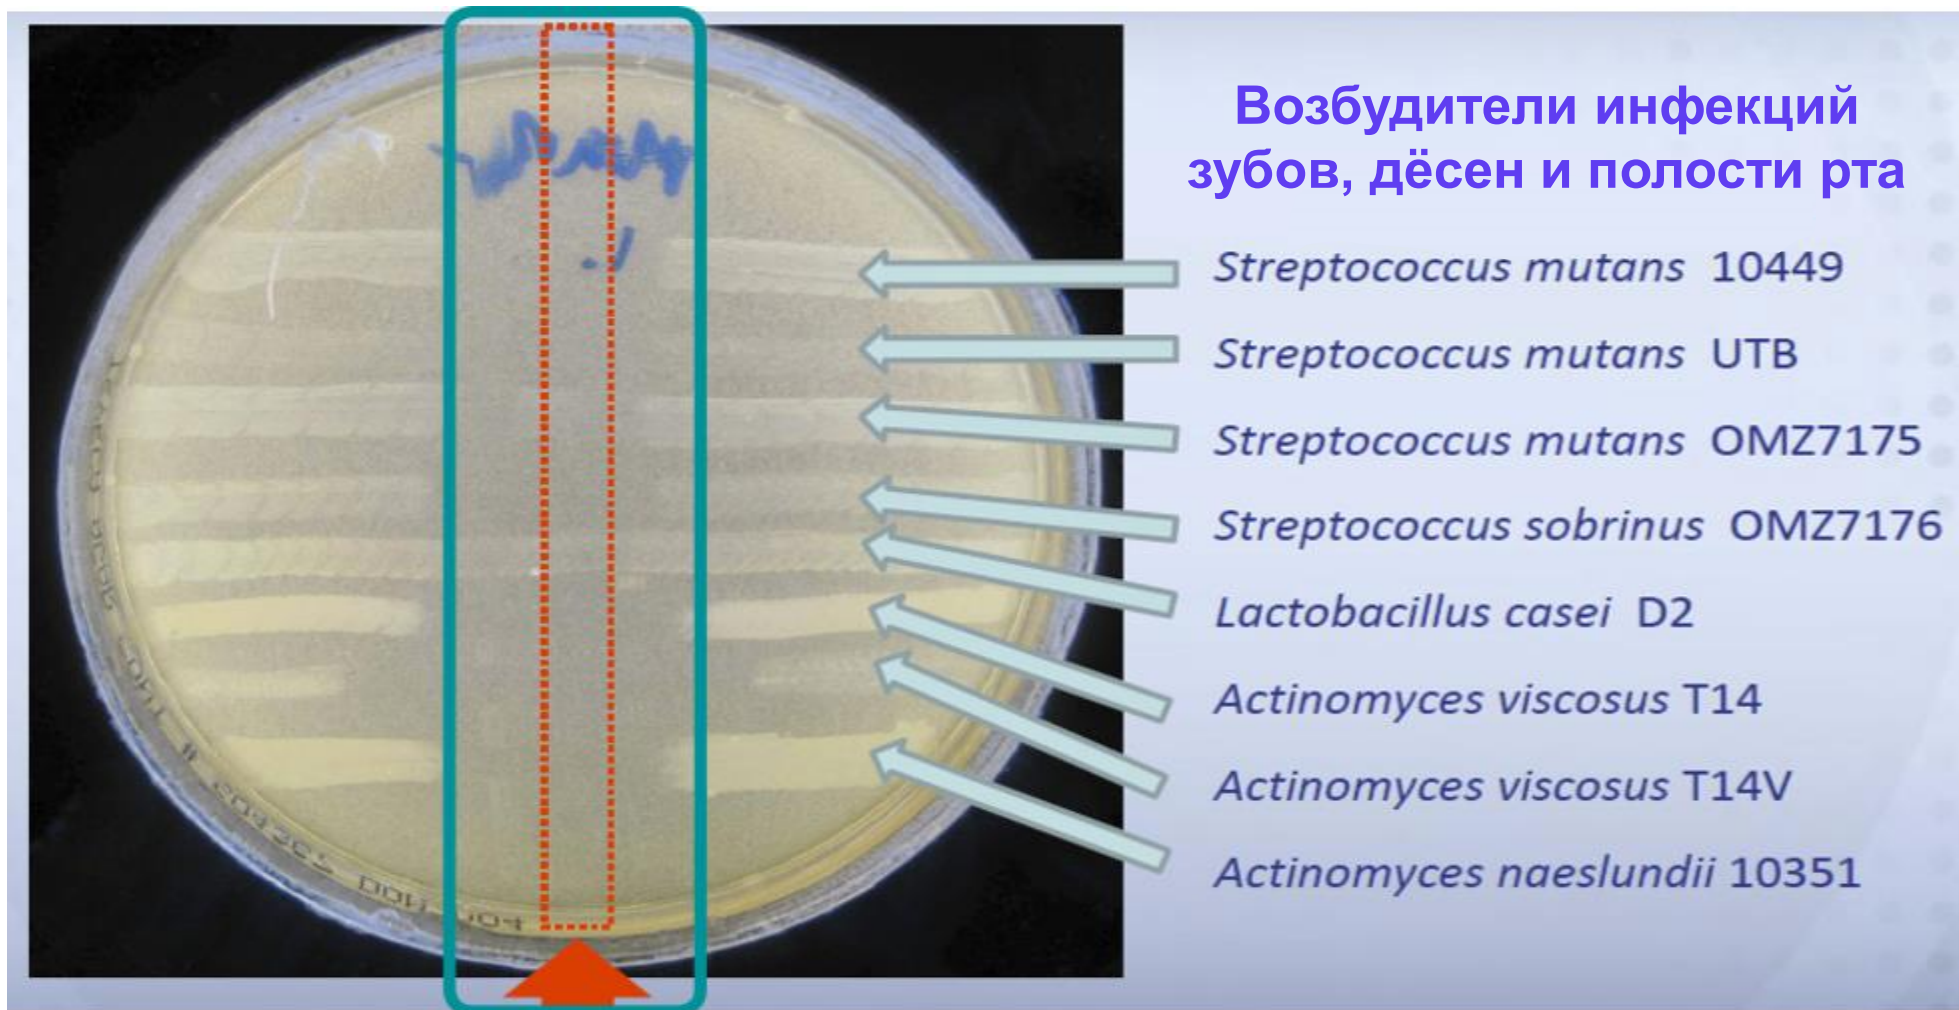 Возбудители инфекций
зубов, дёсен и полости рта
Streptococcus mutans 10449
Streptococcus mutans UTB
Streptococcus mutans OMZ7175
Streptococcus sobrinus OMZ7176
Lactobacillus casei D2
Actinomyces viscosus T14
Actinomyces viscosus T14V
Actinomyces naeslundii 10351